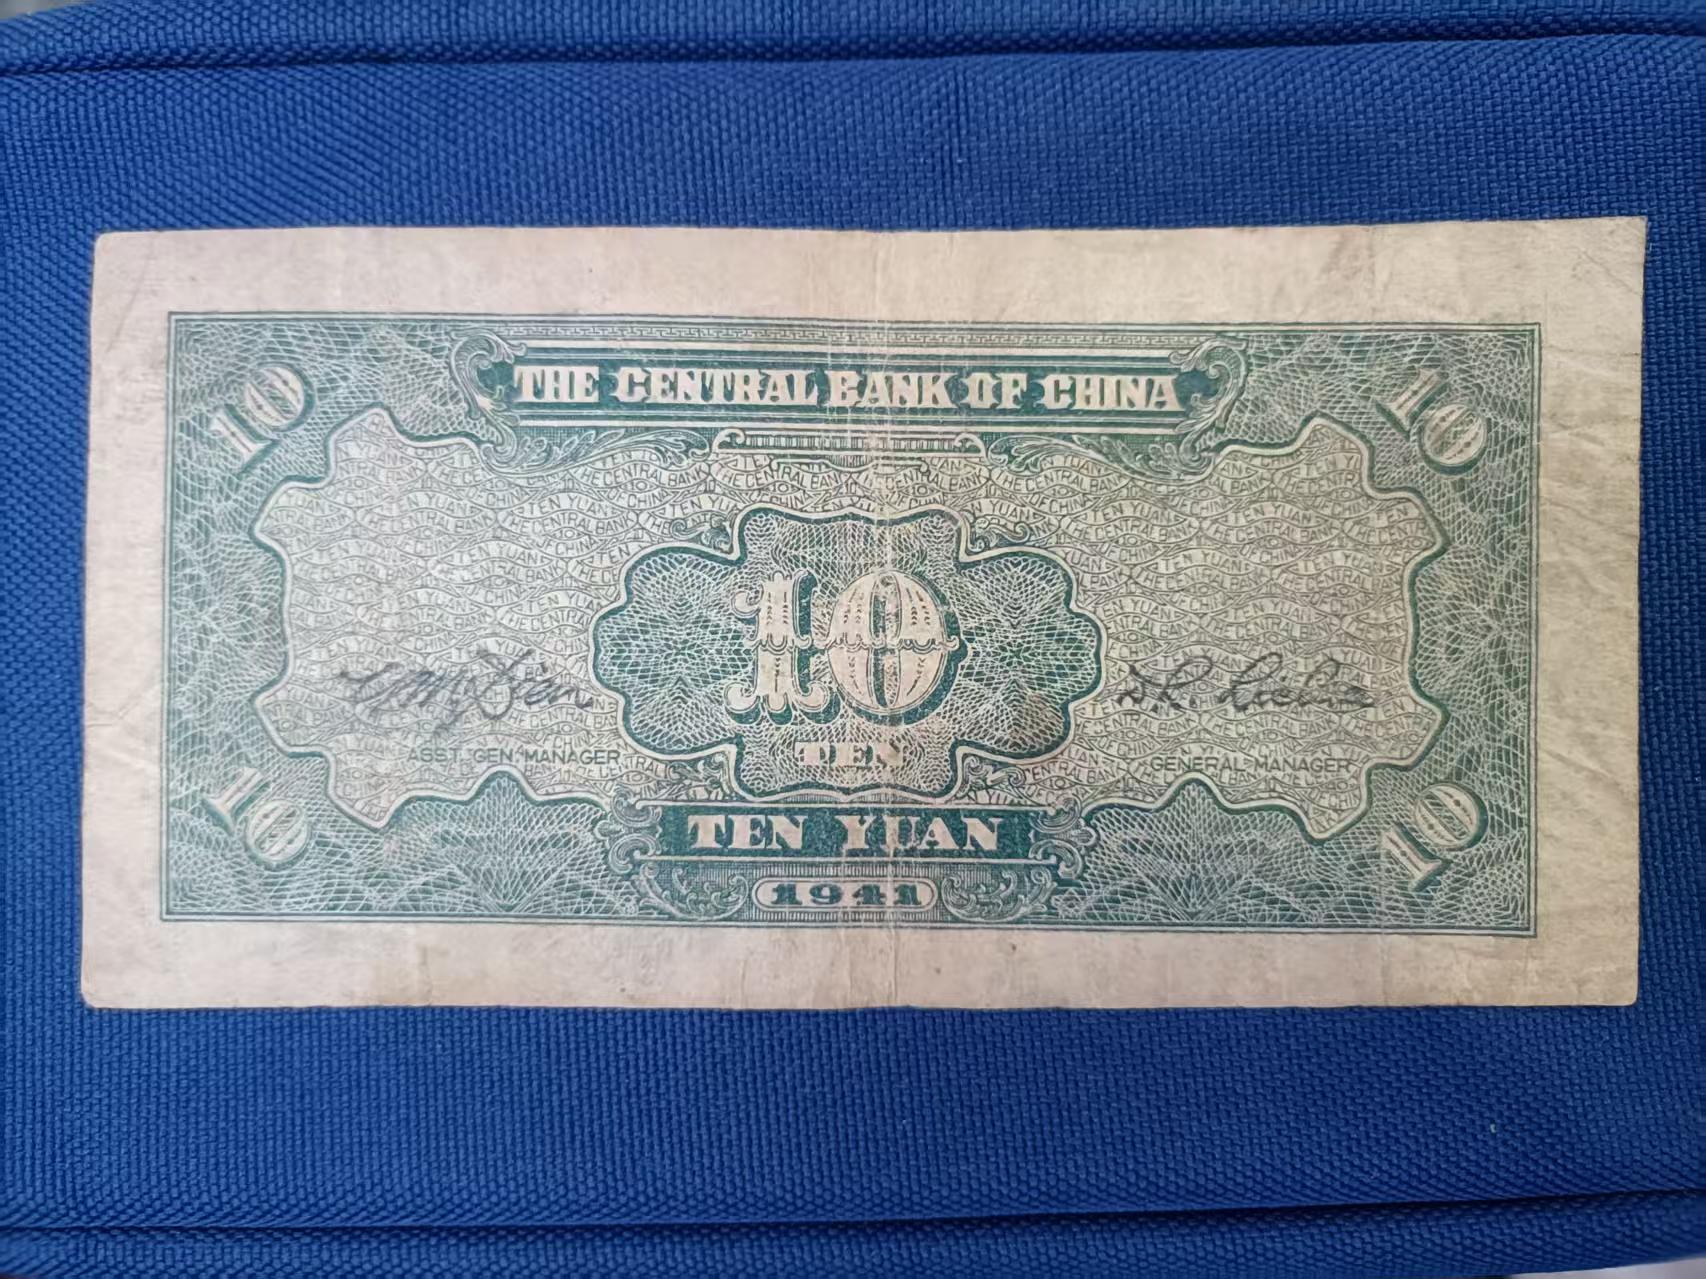 10 10
THE CENTRAL BANK OF CHINA
10
TEN
ASST. GEN. MANAGER
GENERAL MANAGER
10 10
TEN YUAN
1941